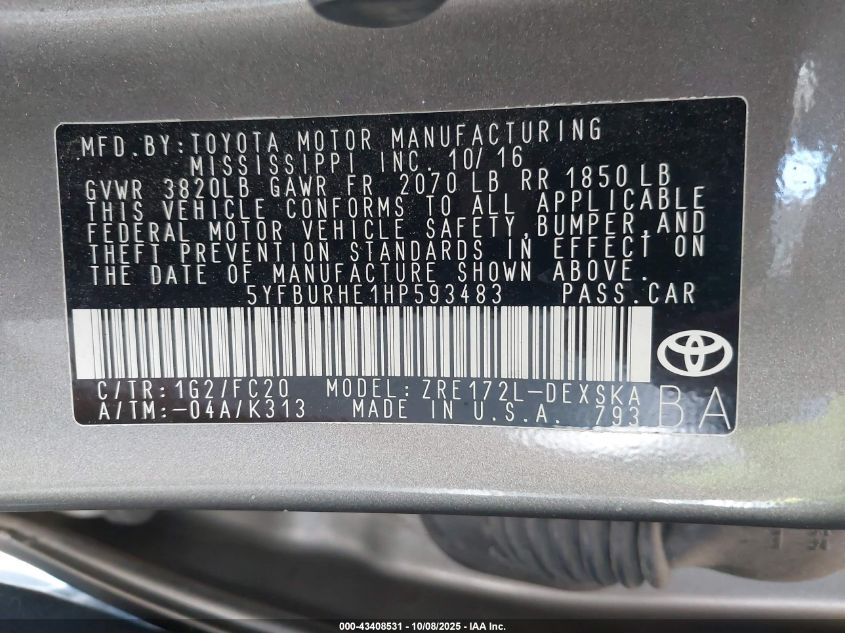 MFD.BY:TOYOTA MOTOR MANUFACTURING
MISSISSIPPI INC. 10/16
GVWR 3820LB GAWR FR 2070 LB RR 1850 LB
THIS VEHICLE CONFORMS TO ALL APPLICABLE
FEDERAL MOTOR VEHICLE SAFETY,BUMPER,AND
THEFT PREVENTION STANDARDS IN EFFECT ON
THE DATE OF MANUFACTURE SHOWN ABOVE.
5YFBURHE1HP593483 PASS.CAR
C/TR:1G2/FC20 MODEL:ZRE172L-DEXSKA
A/TM:-04A/K313 MADE IN U.S.A. 793 BA
000-43408531 - 10/08/2025 - IAA Inc.